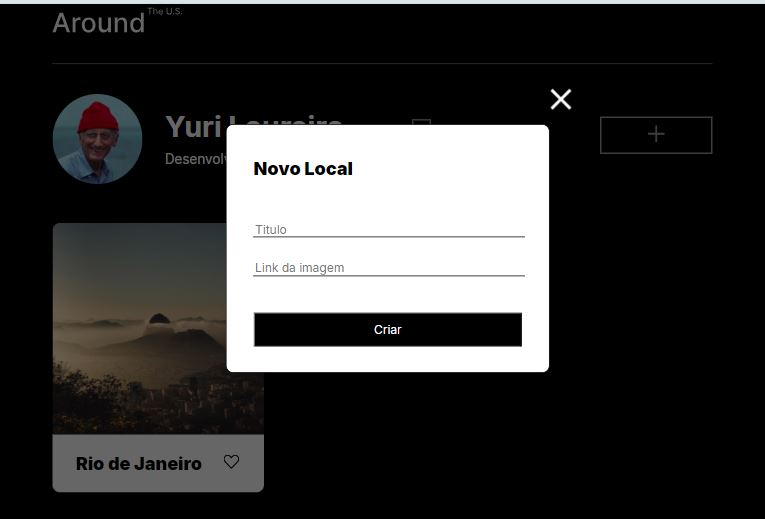 Around The U.S.
Yuri Loureiro
Desenvolv
Novo Local
Titulo
Link da imagem
Criar
Rio de Janeiro